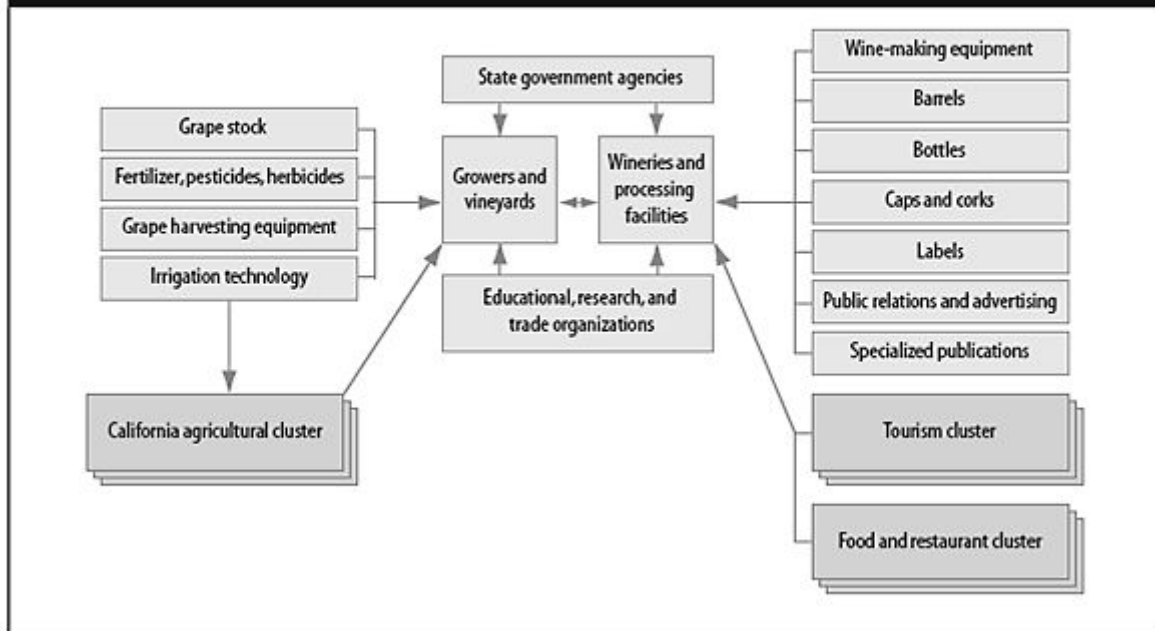 State government agencies
Grape stock
Fertilizer, pesticides, herbicides
Grape harvesting equipment
Irrigation technology
California agricultural cluster
Growers and
vineyards
Wineries and
processing
facilities
Educational, research, and
trade organizations
Wine-making equipment
Barrels
Bottles
Caps and corks
Labels
Public relations and advertising
Specialized publications
Tourism cluster
Food and restaurant cluster